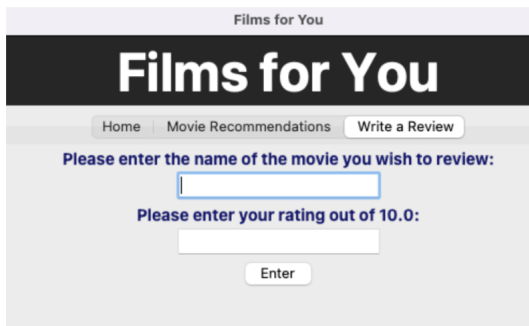 Films for You
Films for You
Home Movie Recommendations Write a Review
Please enter the name of the movie you wish to review:
Please enter your rating out of 10.0:
Enter